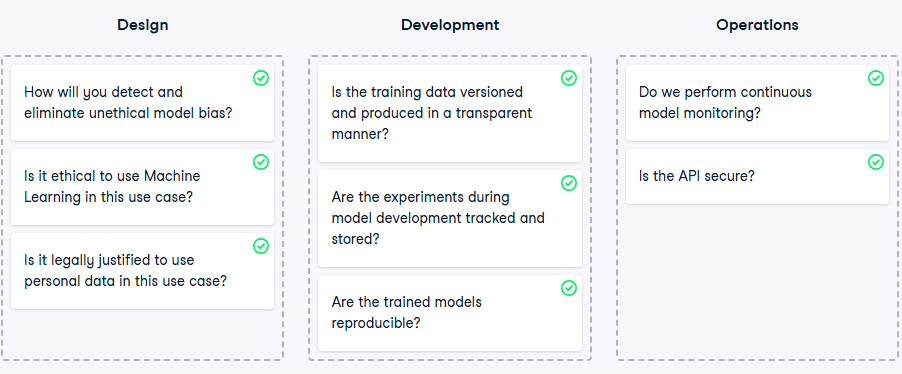 Design
How will you detect and
eliminate unethical model bias?
Is it ethical to use Machine
Learning in this use case?
Is it legally justified to use
personal data in this use case?
Development
Is the training data versioned
and produced in a transparent
manner?
Are the experiments during
model development tracked and
stored?
Are the trained models
reproducible?
Operations
Do we perform continuous
model monitoring?
Is the API secure?